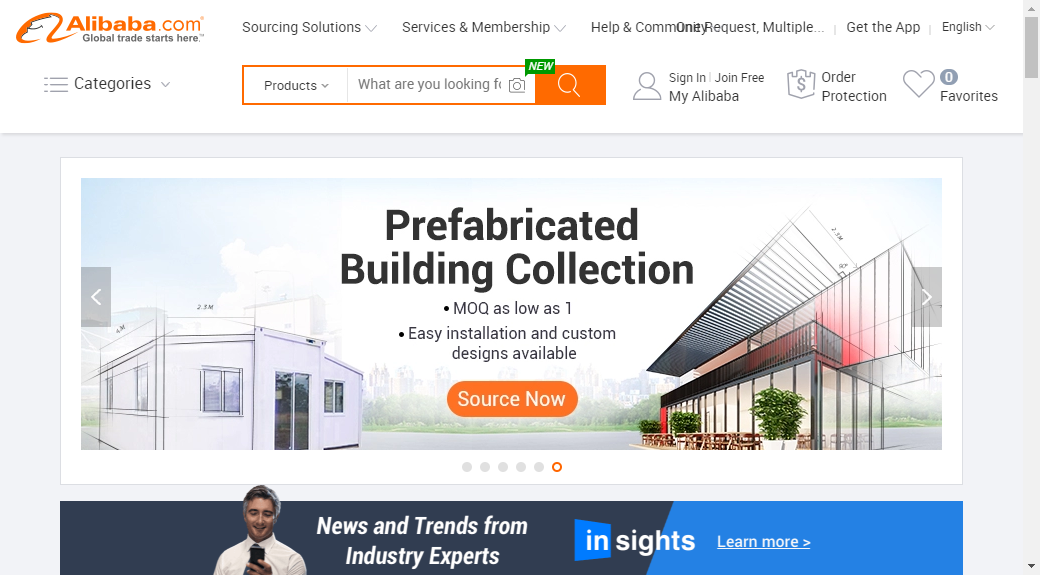 Alibaba.com
Global trade starts here.™
Sourcing Solutions
Services & Membership
Help & Community
One Request, Multiple...
Get the App
English
Categories
Products
What are you looking fo
NEW
Sign In
Join Free
My Alibaba
Order
Protection
0
Favorites
Prefabricated
Building Collection
• MOQ as low as 1
• Easy installation and custom
designs available
Source Now
4M
2.3M
2.3M
90°
News and Trends from
Industry Experts
in sights
Learn more >